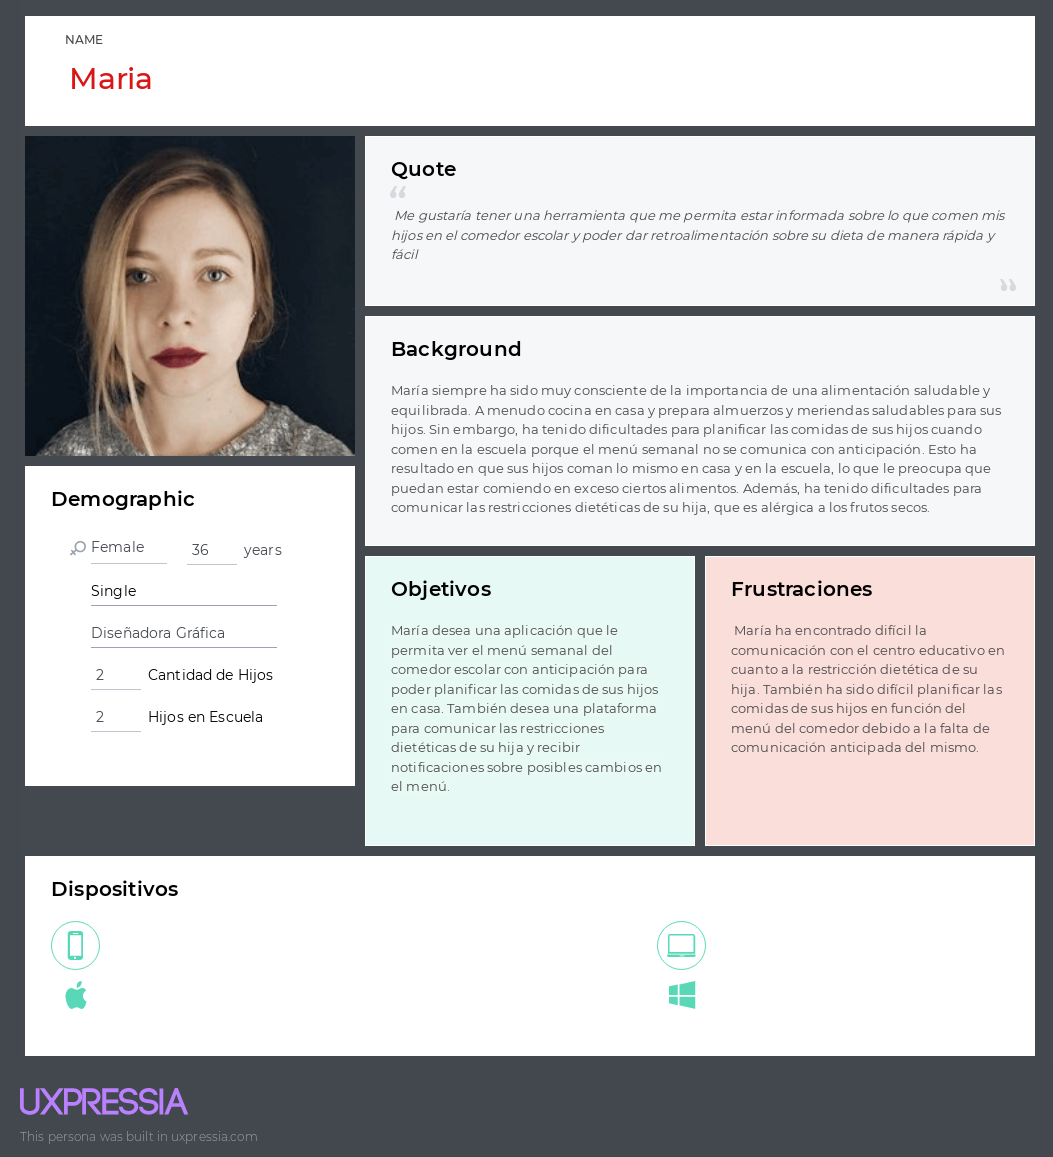 NAME
Maria
Quote
“
Me gustaría tener una herramienta que me permita estar informada sobre lo que comen mis
hijos en el comedor escolar y poder dar retroalimentación sobre su dieta de manera rápida y
fácil
”
Background
María siempre ha sido muy consciente de la importancia de una alimentación saludable y
equilibrada. A menudo cocina en casa y prepara almuerzos y meriendas saludables para sus
hijos. Sin embargo, ha tenido dificultades para planificar las comidas de sus hijos cuando
comen en la escuela porque el menú semanal no se comunica con anticipación. Esto ha
resultado en que sus hijos coman lo mismo en casa y en la escuela, lo que le preocupa que
puedan estar comiendo en exceso ciertos alimentos. Además, ha tenido dificultades para
comunicar las restricciones dietéticas de su hija, que es alérgica a los frutos secos.
Demographic
Female 36 years
Single
Diseñadora Gráfica
2 Cantidad de Hijos
2 Hijos en Escuela
Objetivos
María desea una aplicación que le
permita ver el menú semanal del
comedor escolar con anticipación para
poder planificar las comidas de sus hijos
en casa. También desea una plataforma
para comunicar las restricciones
dietéticas de su hija y recibir
notificaciones sobre posibles cambios en
el menú.
Frustraciones
María ha encontrado difícil la
comunicación con el centro educativo en
cuanto a la restricción dietética de su
hija. También ha sido difícil planificar las
comidas de sus hijos en función del
menú del comedor debido a la falta de
comunicación anticipada del mismo.
Dispositivos
UXPRESSIA
This persona was built in uxpressia.com